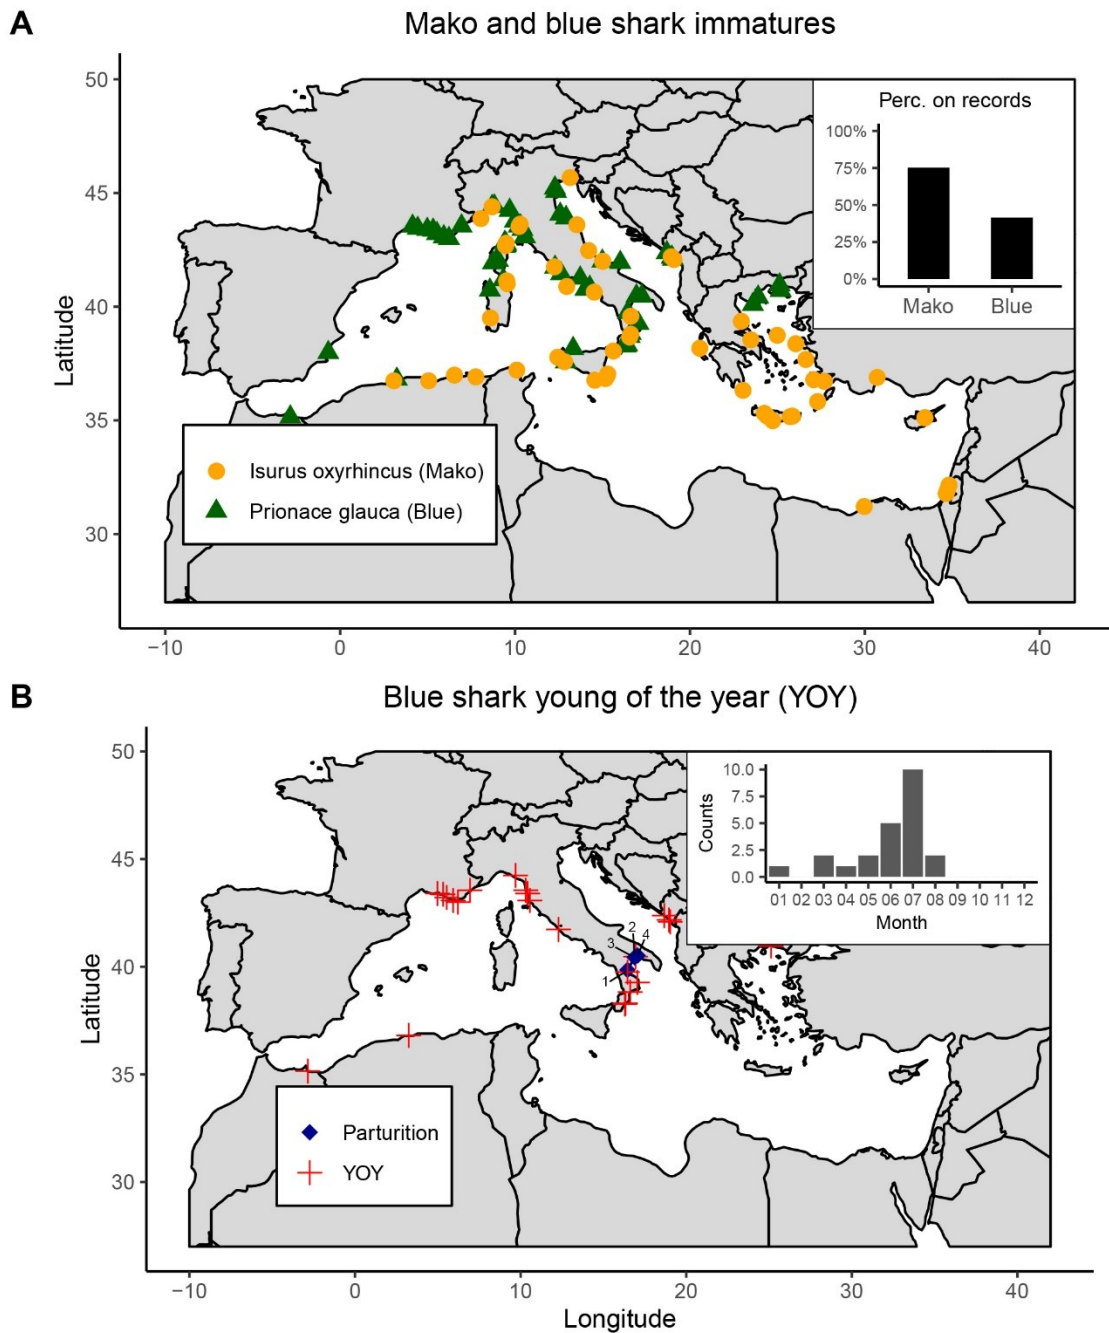 A
Mako and blue shark immatures
50
45
40
35
30
Latitude
Perc. on records
100%
75%
50%
25%
0%
Mako
Blue
Isurus oxyrhincus (Mako)
Prionace glauca (Blue)
−10
0
10
20
30
40
B
Blue shark young of the year (YOY)
50
45
40
35
30
Latitude
Counts
10.0
7.5
5.0
2.5
0.0
01 02 03 04 05 06 07 08 09 10 11 12
Month
2
3
4
1
Parturition
YOY
−10
0
10
20
30
40
Longitude